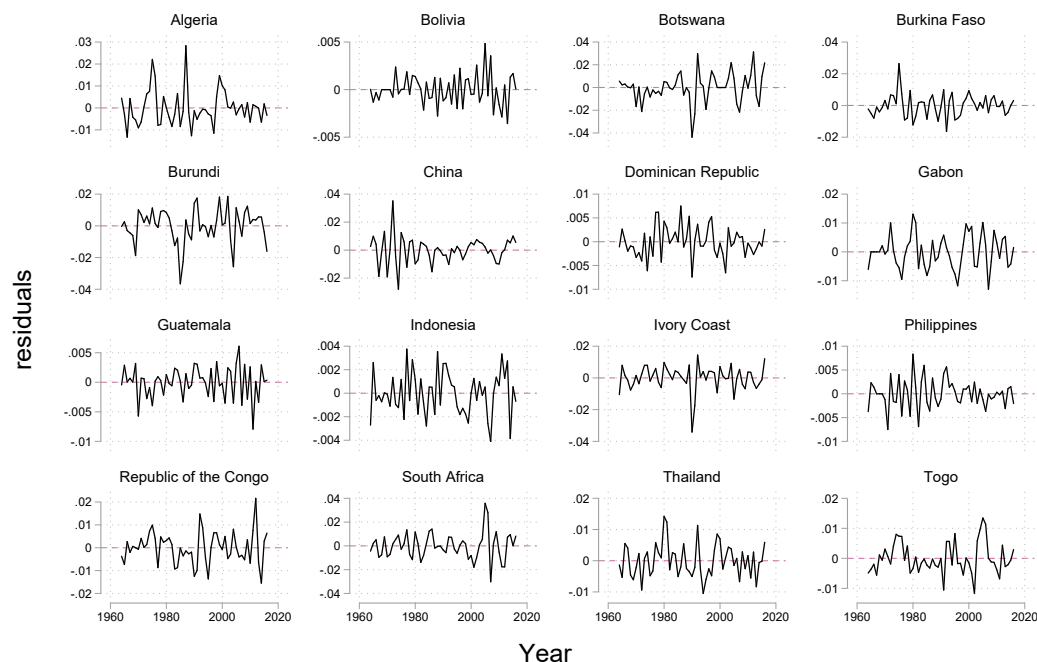 Algeria Bolivia Botswana Burkina Faso
.03 .005 .04 .04
.02 .02 .02
.01 0 0 0
0 -.02
-.01 -.005 -.04 -.02
Burundi China Dominican Republic Gabon
.02 .04 .01 .02
0 .02 .005 .01
-.02 0 0 0
-.005
-.04 -.02 -.01 -.01
residuals
Guatemala Indonesia Ivory Coast Philippines
.005 .004 .02 .01
0 .002 0 .005
-.005 0 -.02 0
-.002 -.005
-.01 -.004 -.04 -.01
Republic of the Congo South Africa Thailand Togo
.02 .04 .02 .02
.01 .02 .01 .01
0 0 0 0
-.01 -.02
-.02 -.04 -.01 -.01
1960 1980 2000 2020 1960 1980 2000 2020 1960 1980 2000 2020 1960 1980 2000 2020
Year